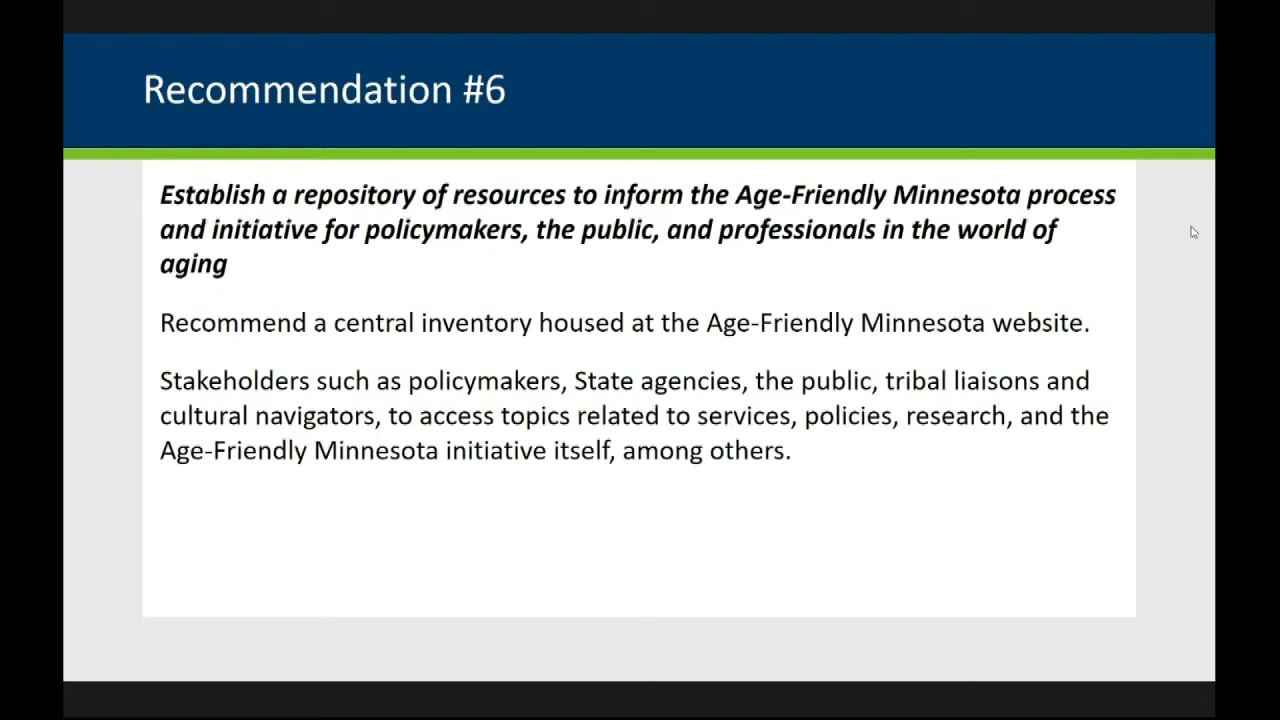 Recommendation #6
Establish a repository of resources to inform the Age-Friendly Minnesota process
and initiative for policymakers, the public, and professionals in the world of
aging
Recommend a central inventory housed at the Age-Friendly Minnesota website.
Stakeholders such as policymakers, State agencies, the public, tribal liaisons and
cultural navigators, to access topics related to services, policies, research, and the
Age-Friendly Minnesota initiative itself, among others.